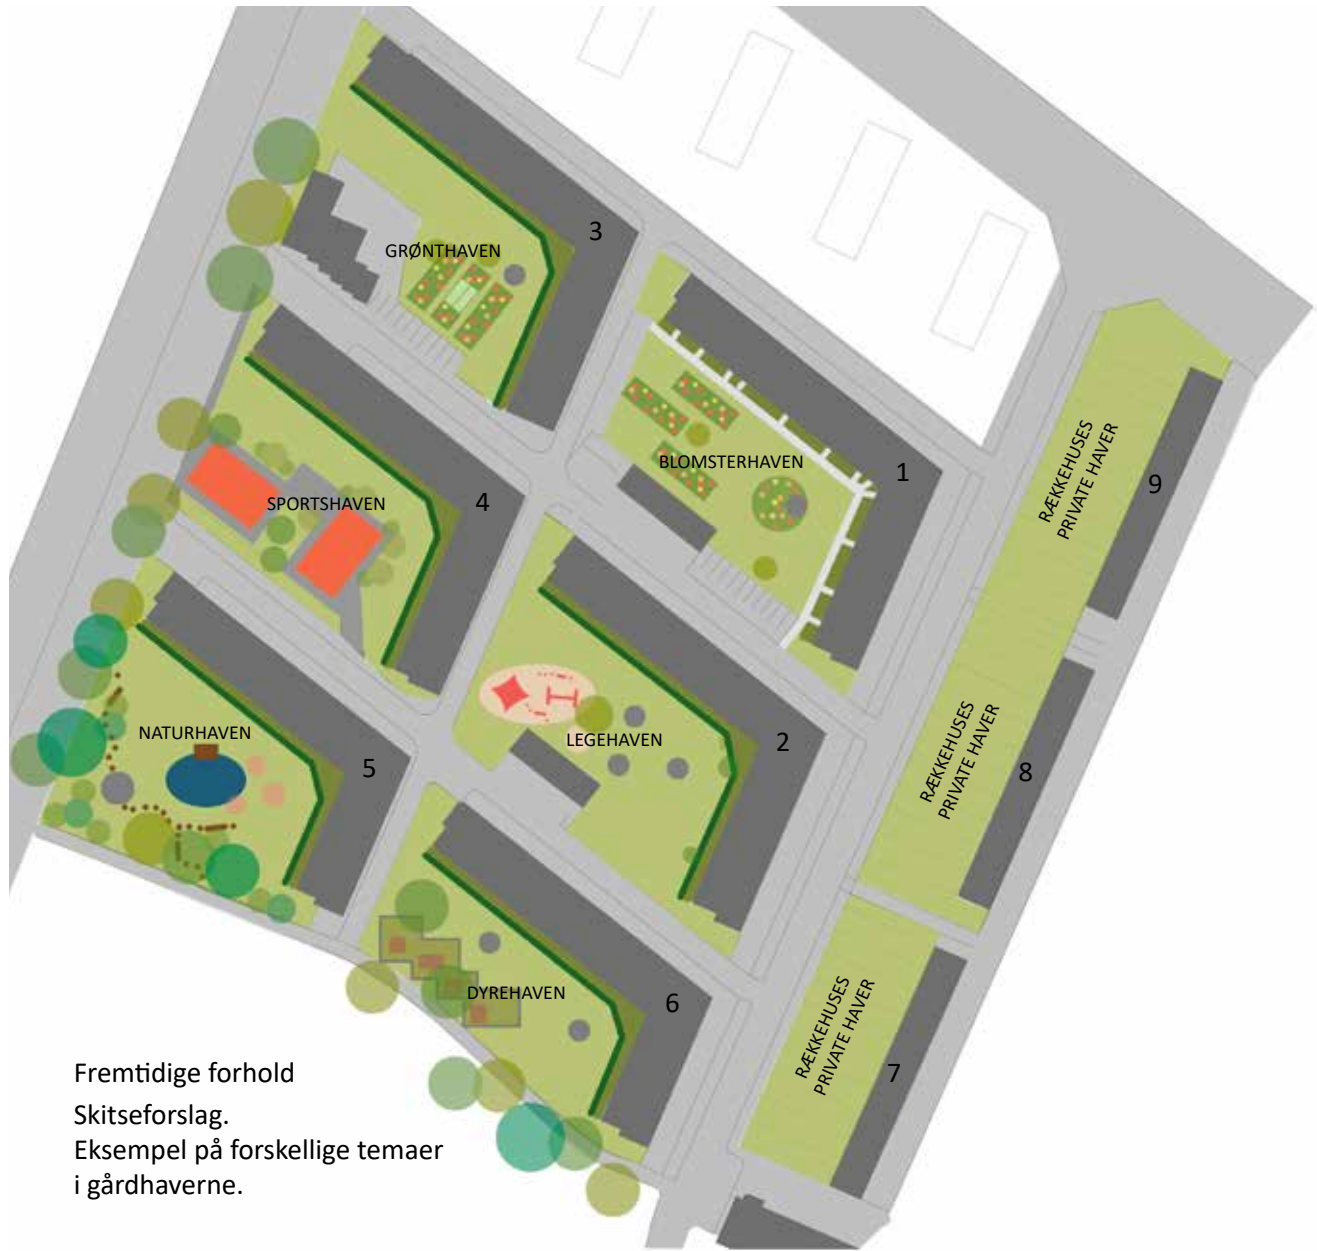 3
GRØNTHAVEN
1
BLOMSTERHAVEN
RÆKKEHUSES
PRIVATE HAVER
9
4
SPORTSHAVEN
2
LEGEHAVEN
RÆKKEHUSES
PRIVATE HAVER
8
5
NATURHAVEN
6
DYREHAVEN
RÆKKEHUSES
PRIVATE HAVER
7
Fremtidige forhold
Skitseforslag.
Eksempel på forskellige temaer
i gårdhaverne.